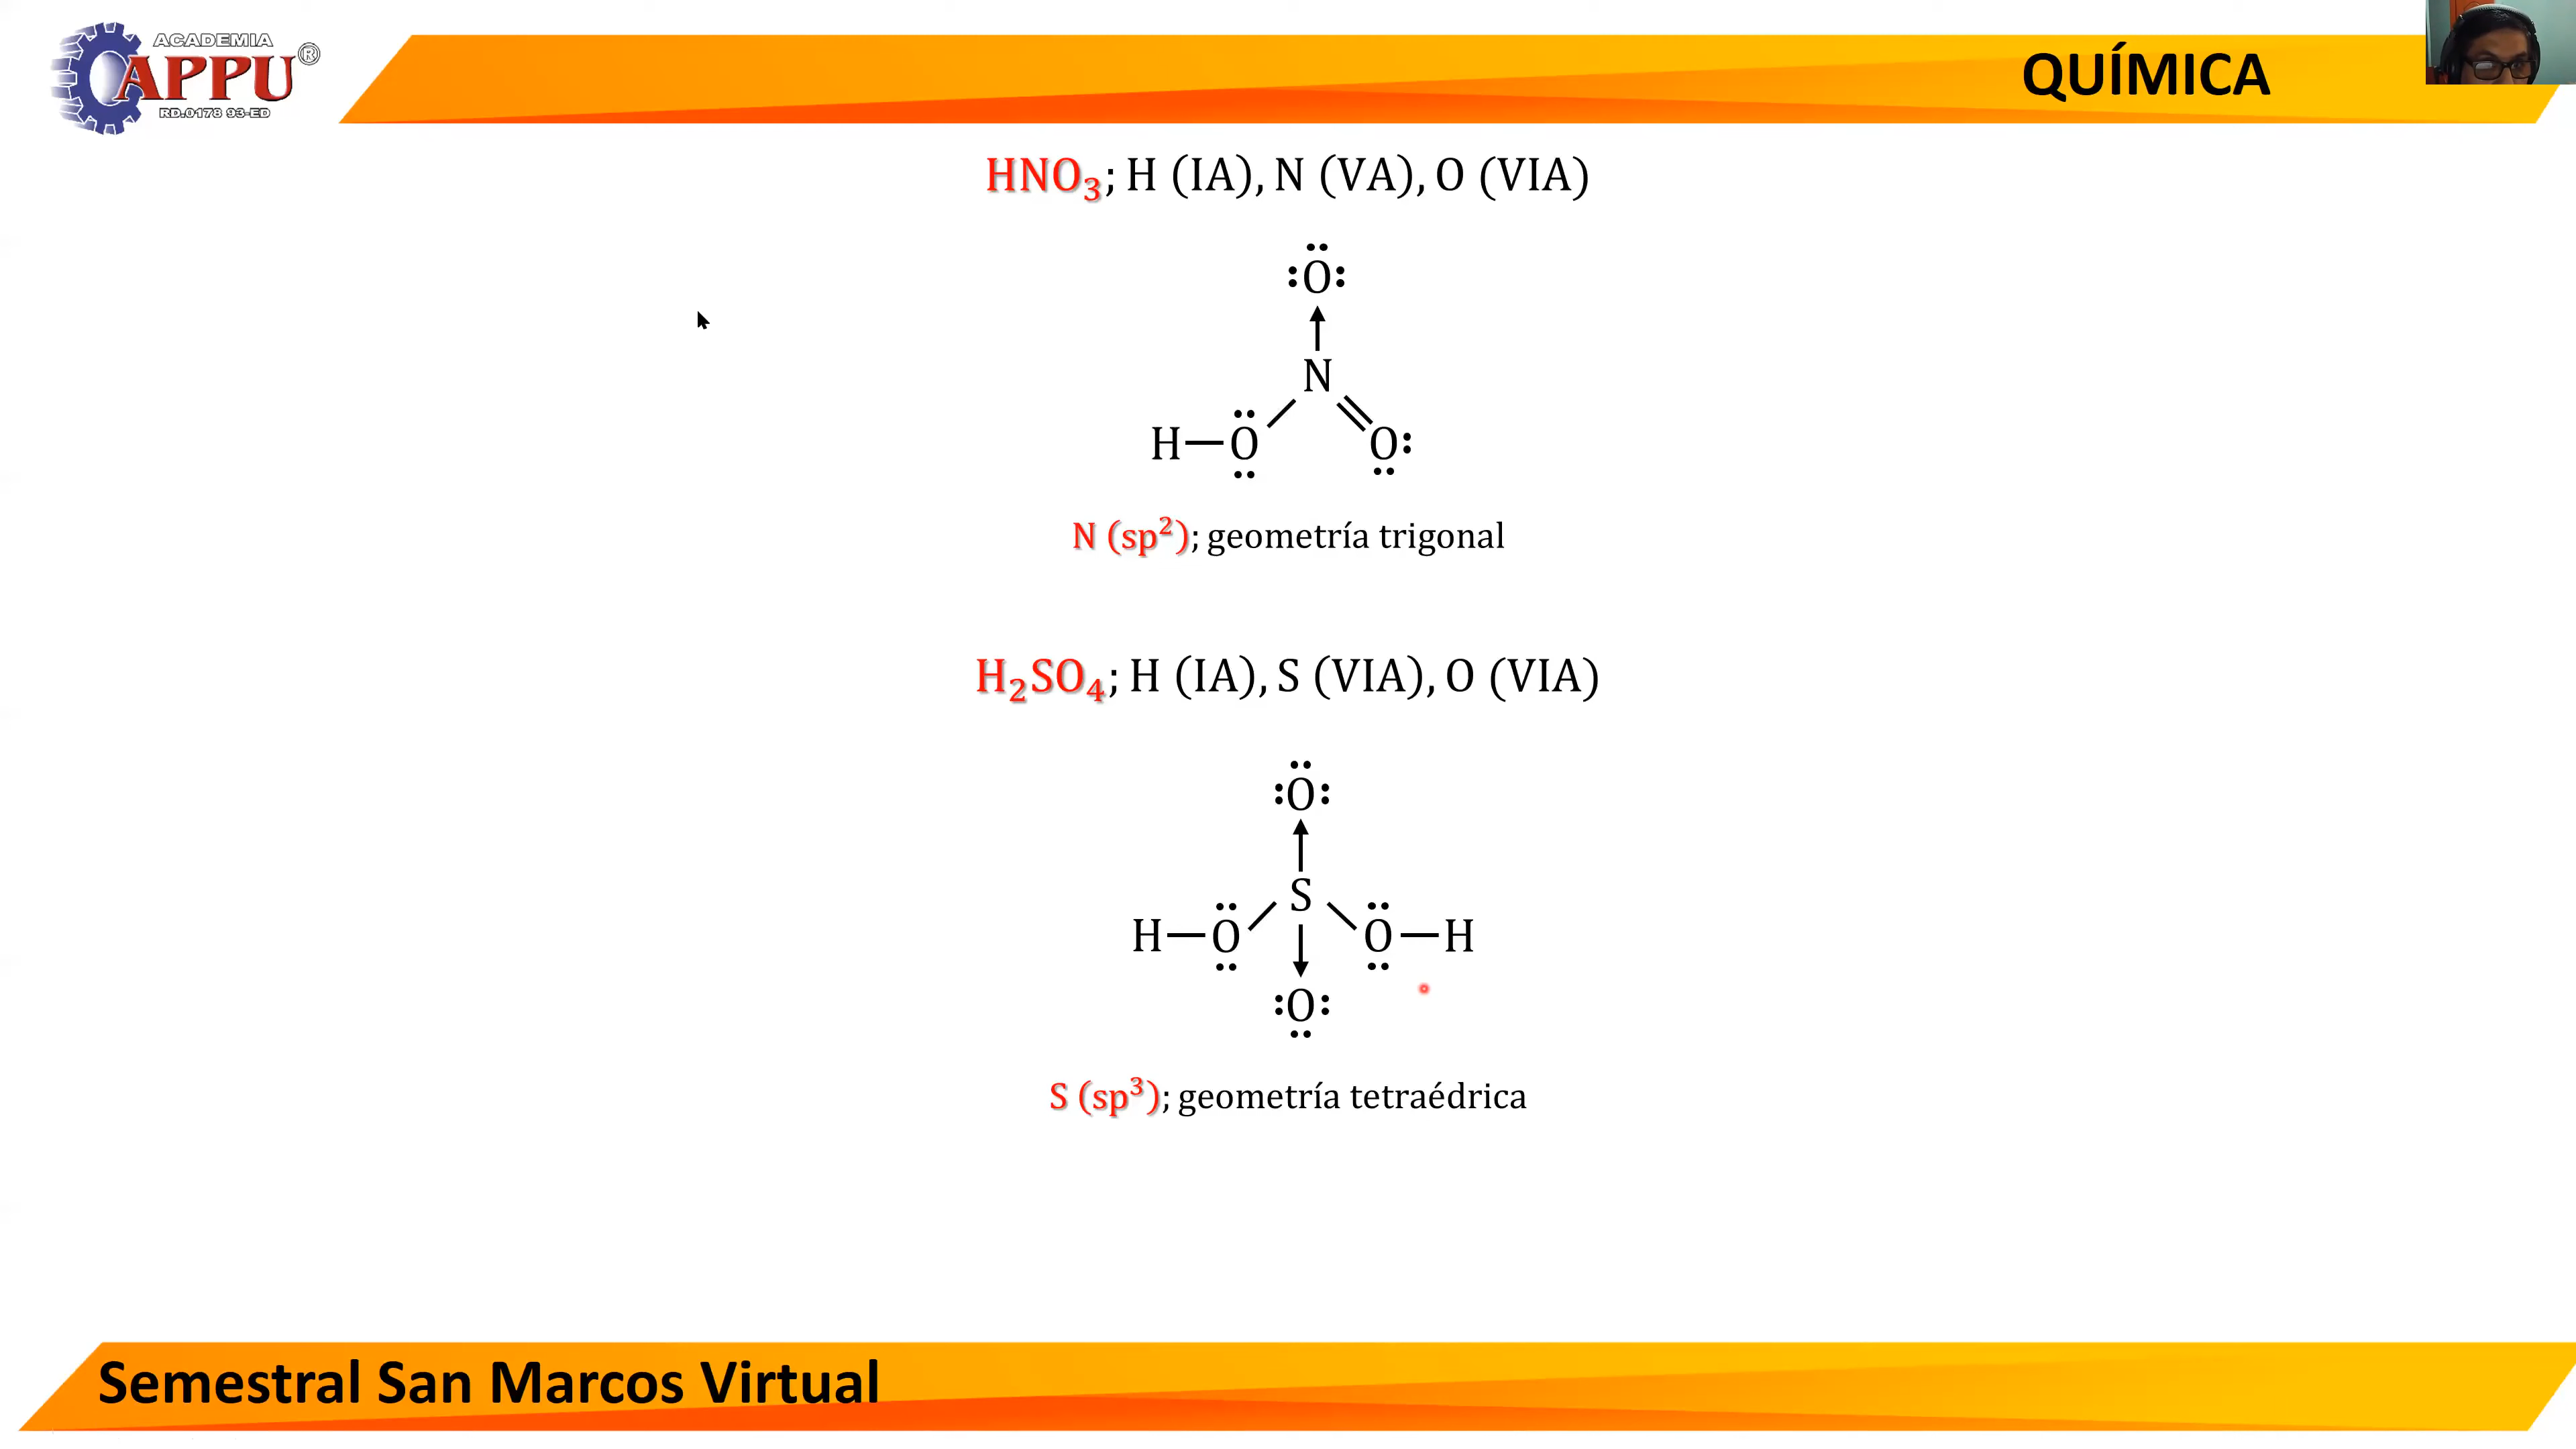 ACADEMIA
APPU ®
RD.0178 93-ED
QUÍMICA
HNO₃; H (IA), N (VA), O (VIA)
O
N
H O O
N (sp²); geometría trigonal
H₂SO₄; H (IA), S (VIA), O (VIA)
O
S
H O O H
O
S (sp³); geometría tetraédrica
Semestral San Marcos Virtual